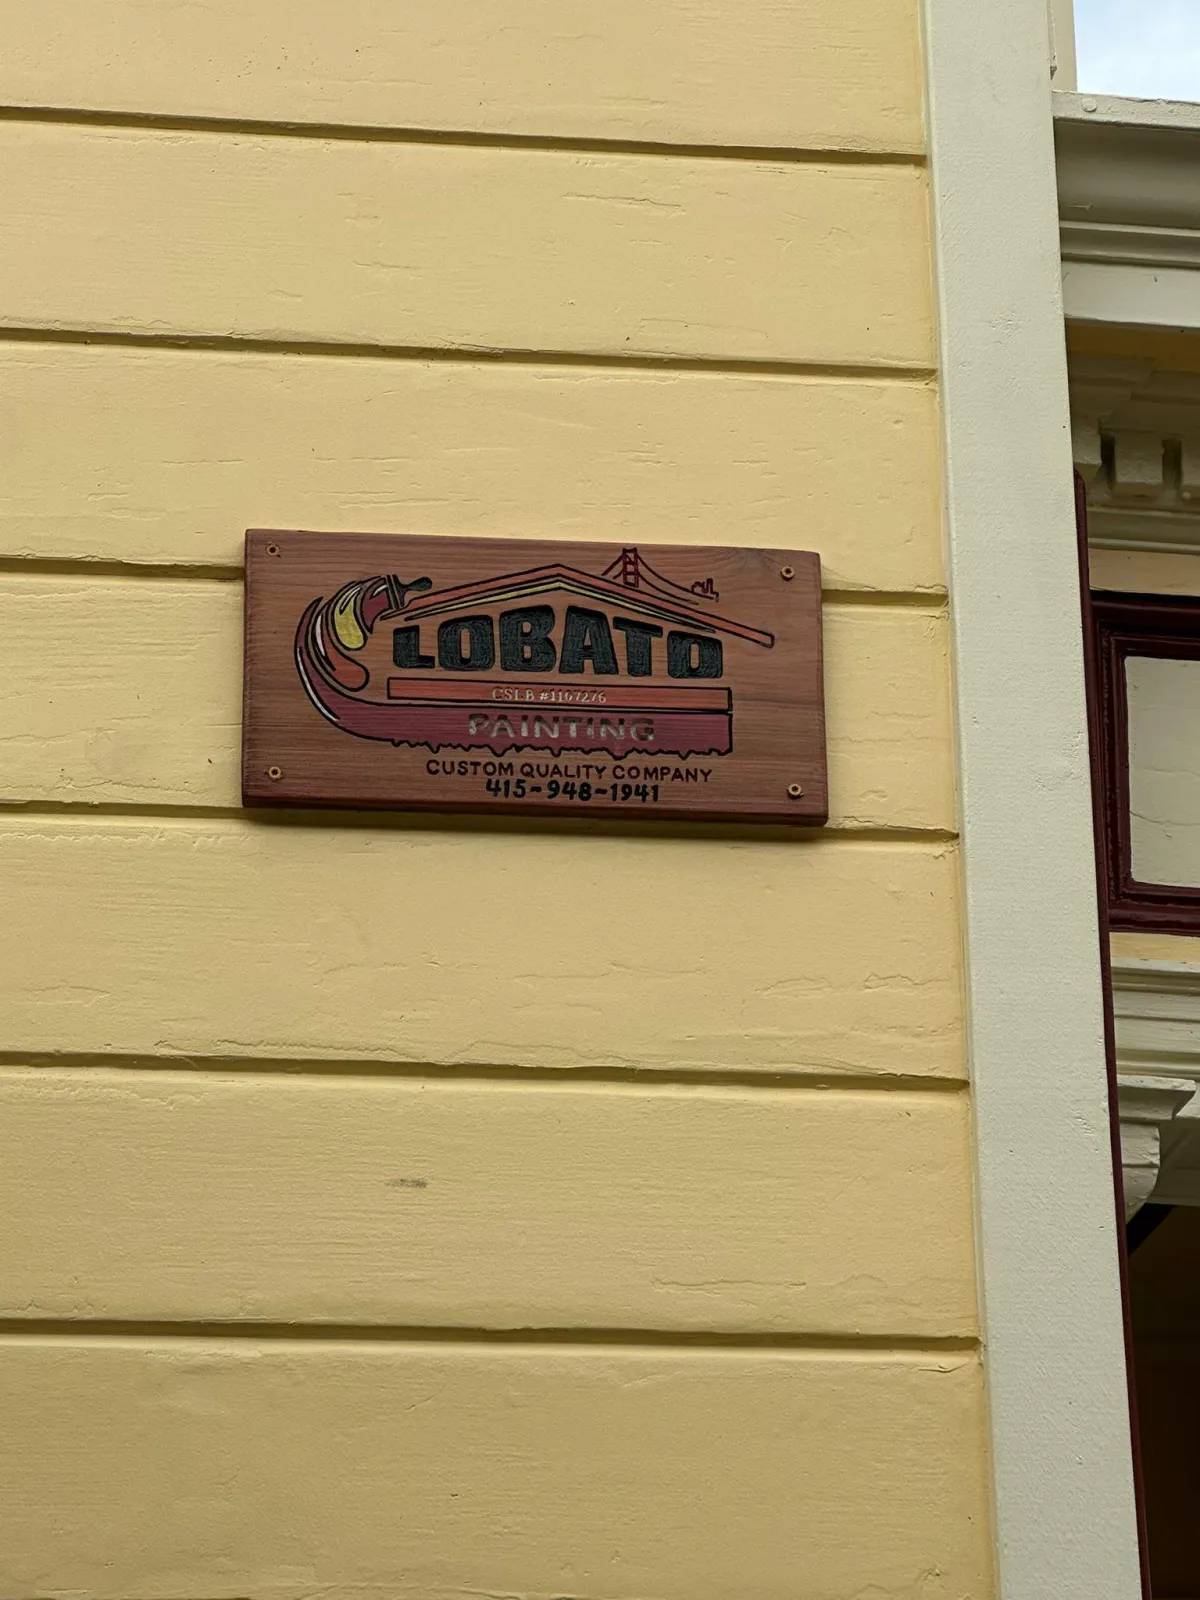 LOBATO
CSLB #1107276
PAINTING
CUSTOM QUALITY COMPANY
415-948-1941